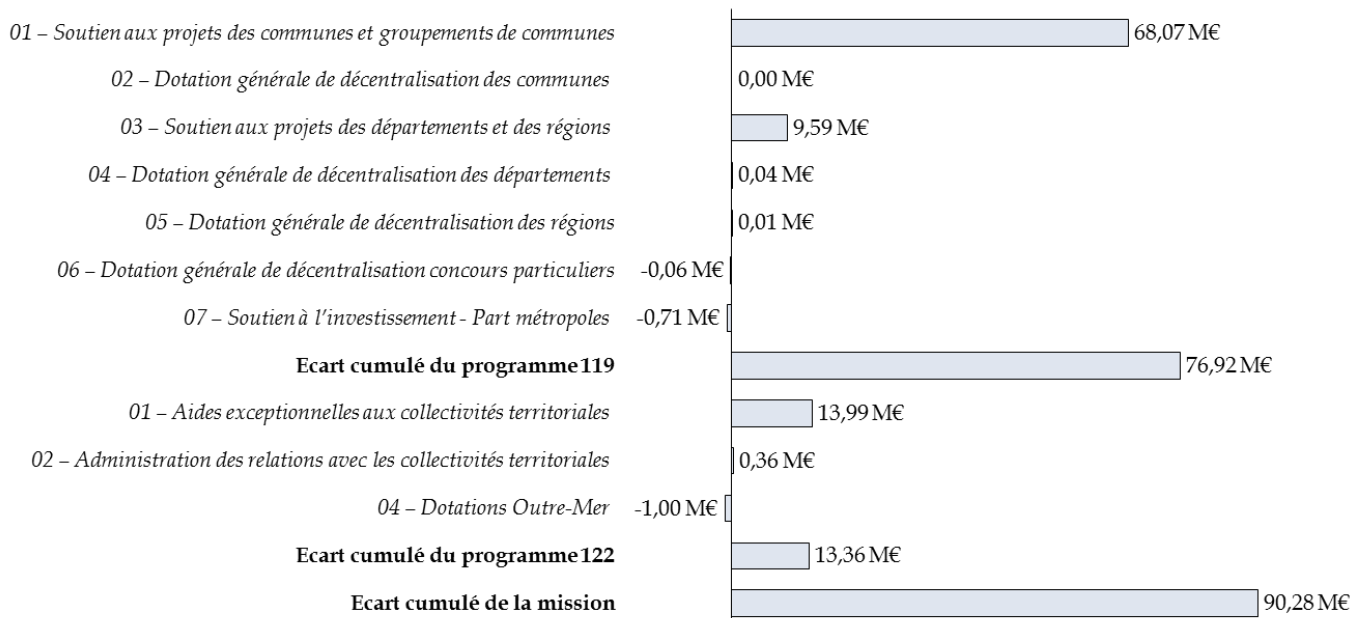 01 – Soutien aux projets des communes et groupements de communes 68,07 M€
02 – Dotation générale de décentralisation des communes 0,00 M€
03 – Soutien aux projets des départements et des régions 9,59 M€
04 – Dotation générale de décentralisation des départements 0,04 M€
05 – Dotation générale de décentralisation des régions 0,01 M€
06 – Dotation générale de décentralisation concours particuliers -0,06 M€
07 – Soutien à l’investissement - Part métropoles -0,71 M€
Ecart cumulé du programme 119 76,92 M€
01 – Aides exceptionnelles aux collectivités territoriales 13,99 M€
02 – Administration des relations avec les collectivités territoriales 0,36 M€
04 – Dotations Outre-Mer -1,00 M€
Ecart cumulé du programme 122 13,36 M€
Ecart cumulé de la mission 90,28 M€